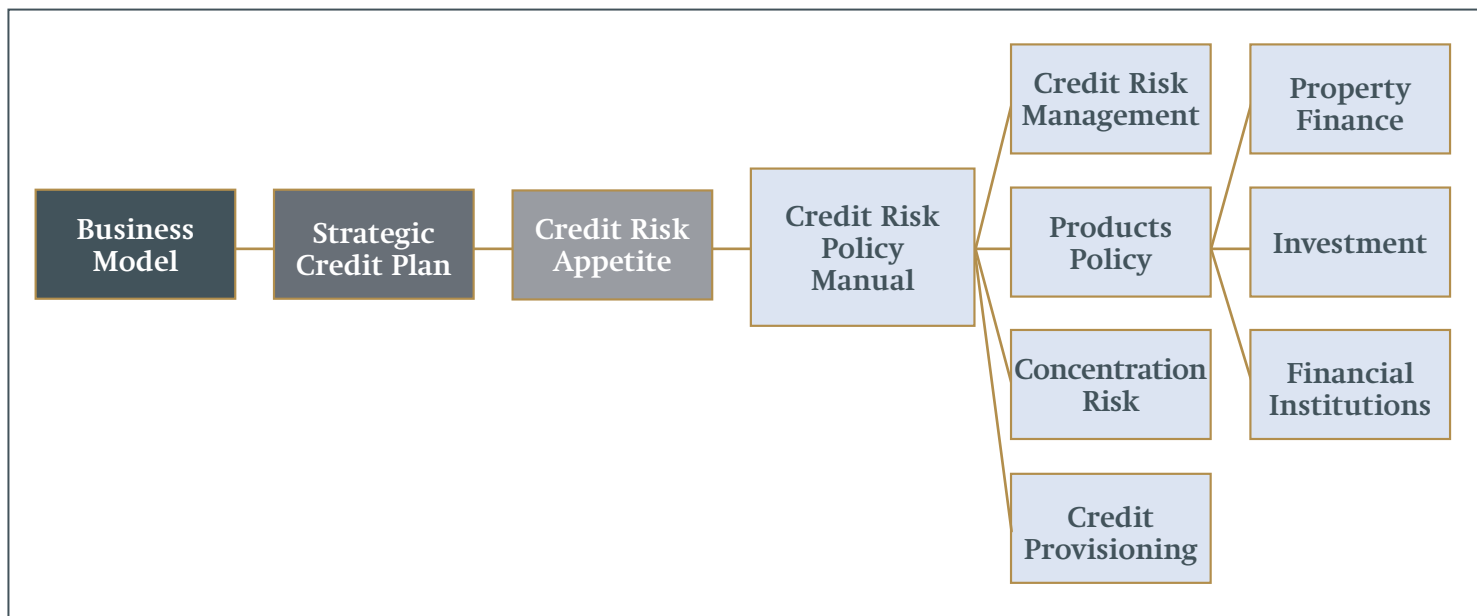 Business
Model
Strategic
Credit Plan
Credit Risk
Appetite
Credit Risk
Policy
Manual
Credit Risk
Management
Products
Policy
Concentration
Risk
Credit
Provisioning
Property
Finance
Investment
Financial
Institutions